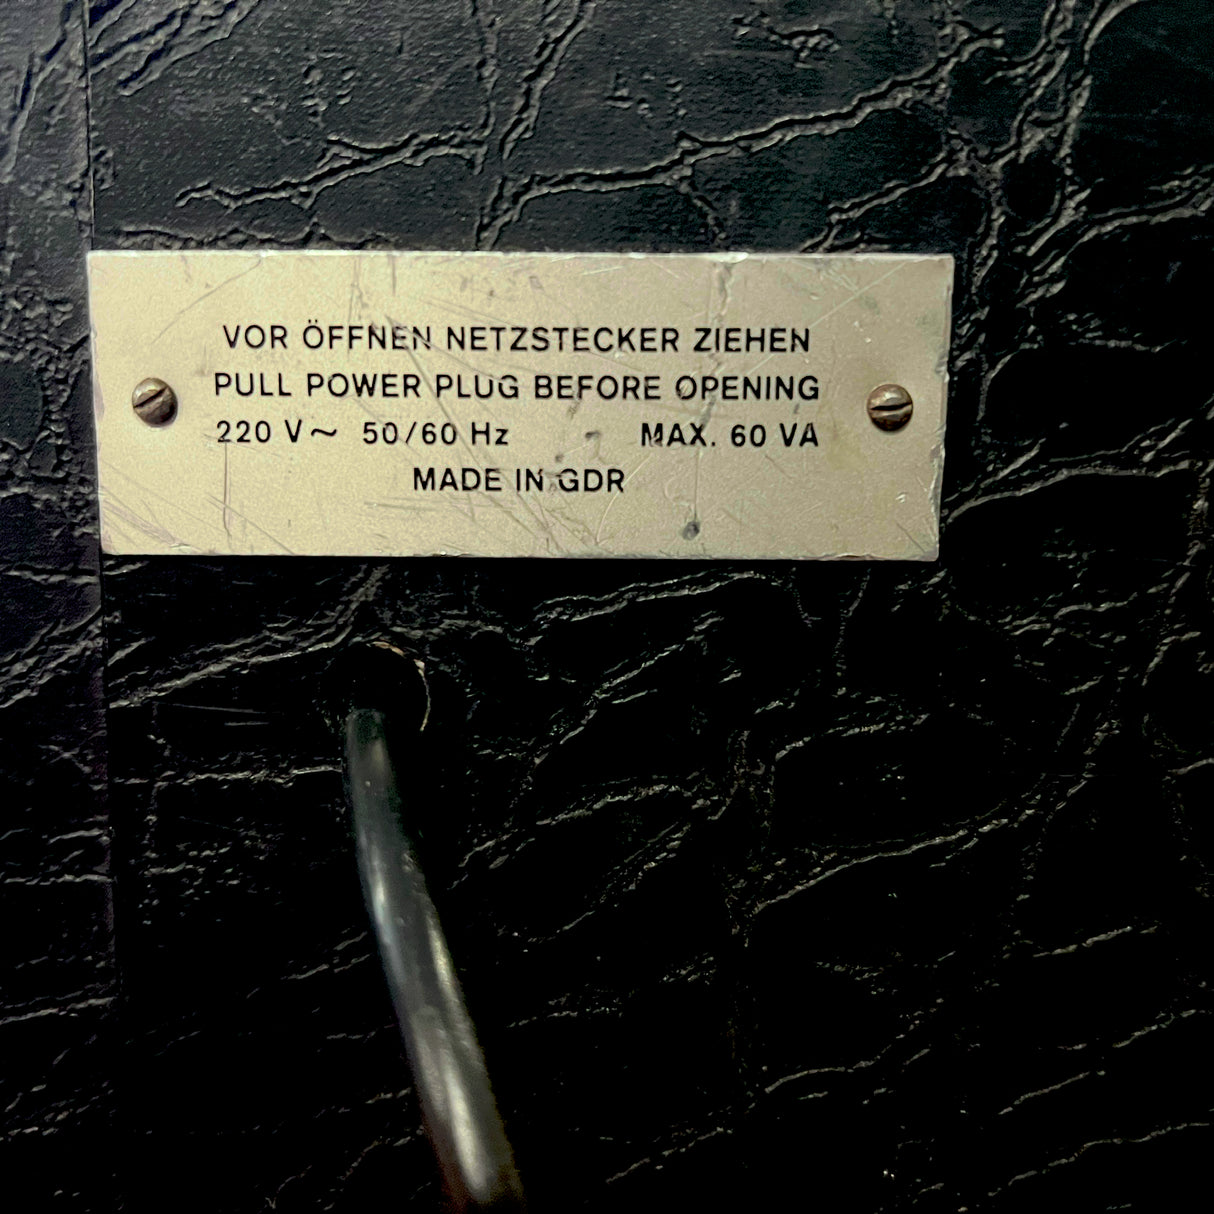 VOR ÖFFNEN NETZSTECKER ZIEHEN
PULL POWER PLUG BEFORE OPENING
220 V~ 50/60 Hz MAX. 60 VA
MADE IN GDR